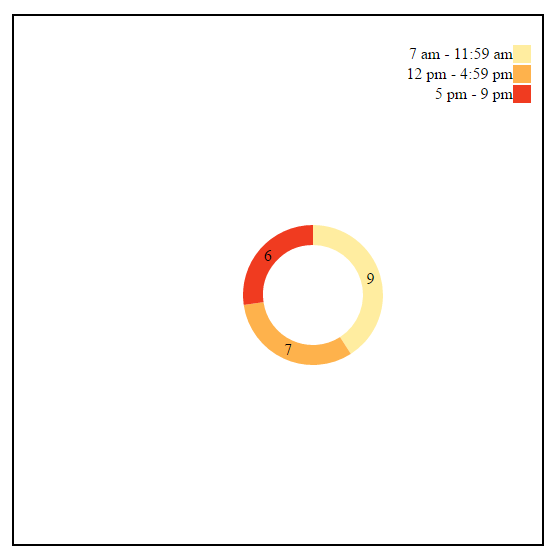 7 am - 11:59 am
12 pm - 4:59 pm
5 pm - 9 pm
6
9
7